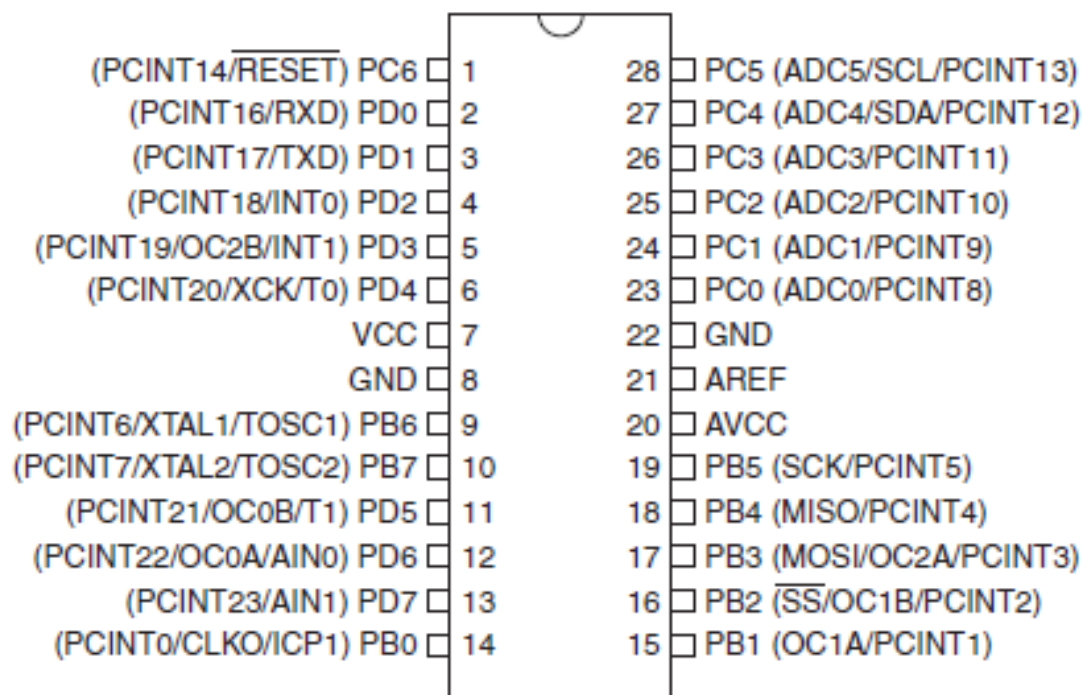 (PCINT14/RESET) PC6 1 28 PC5 (ADC5/SCL/PCINT13)
(PCINT16/RXD) PD0 2 27 PC4 (ADC4/SDA/PCINT12)
(PCINT17/TXD) PD1 3 26 PC3 (ADC3/PCINT11)
(PCINT18/INT0) PD2 4 25 PC2 (ADC2/PCINT10)
(PCINT19/OC2B/INT1) PD3 5 24 PC1 (ADC1/PCINT9)
(PCINT20/XCK/T0) PD4 6 23 PC0 (ADC0/PCINT8)
VCC 7 22 GND
GND 8 21 AREF
(PCINT6/XTAL1/TOSC1) PB6 9 20 AVCC
(PCINT7/XTAL2/TOSC2) PB7 10 19 PB5 (SCK/PCINT5)
(PCINT21/OC0B/T1) PD5 11 18 PB4 (MISO/PCINT4)
(PCINT22/OC0A/AIN0) PD6 12 17 PB3 (MOSI/OC2A/PCINT3)
(PCINT23/AIN1) PD7 13 16 PB2 (SS/OC1B/PCINT2)
(PCINT0/CLKO/ICP1) PB0 14 15 PB1 (OC1A/PCINT1)